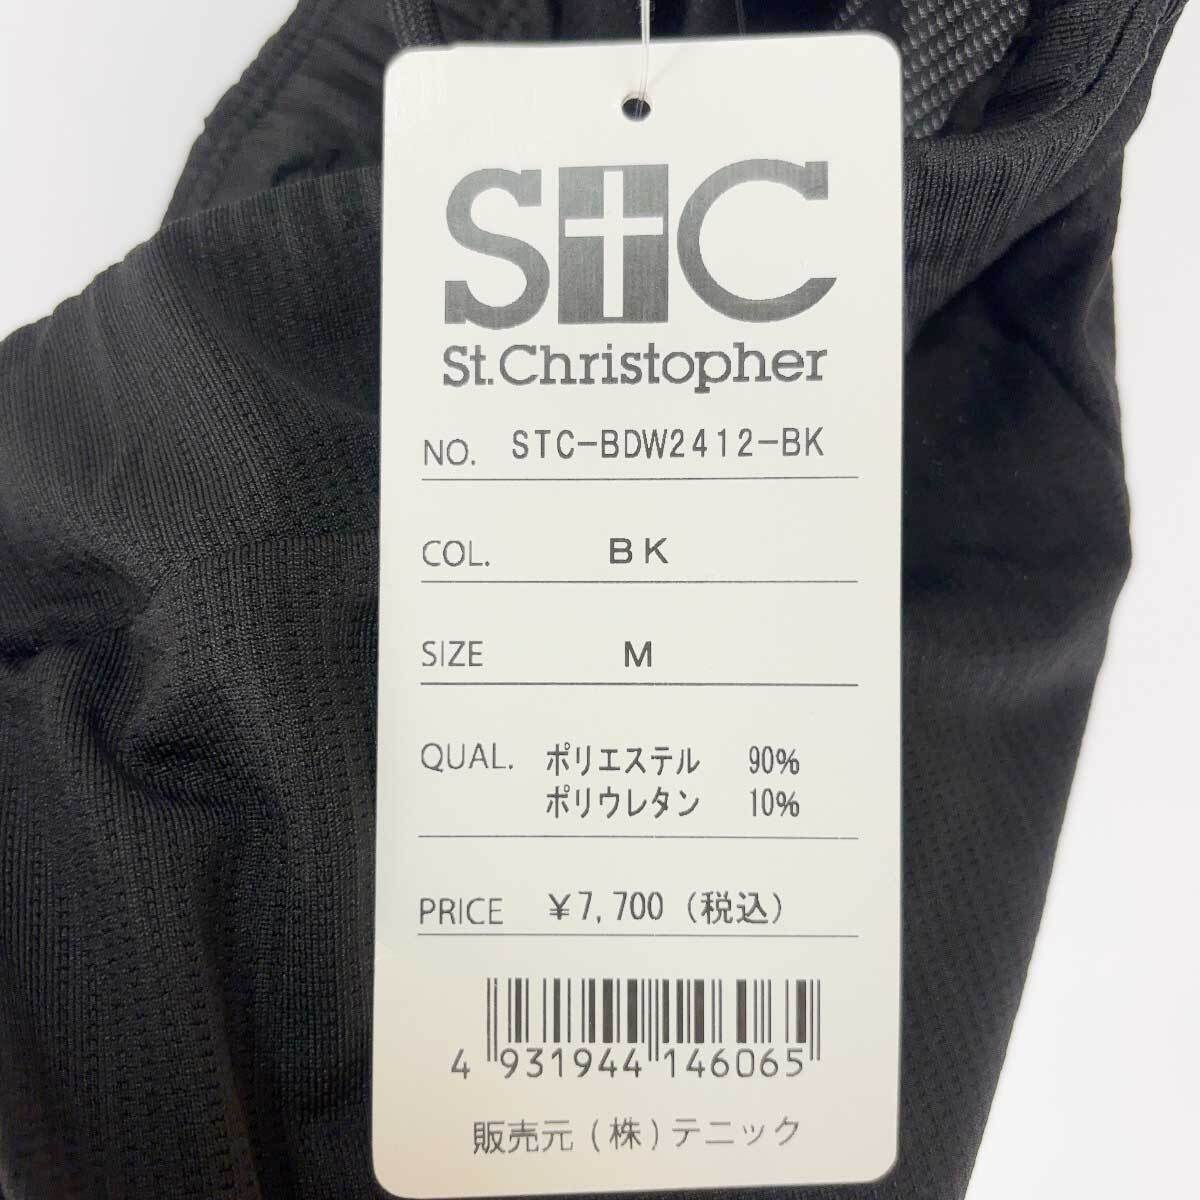 StC
St.Christopher
NO. STC-BDW2412-BK
COL. BK
SIZE M
QUAL. ポリエステル 90%
ポリウレタン 10%
PRICE ¥7,700 (税込)
4 931944 146065
販売元 (株) テニック